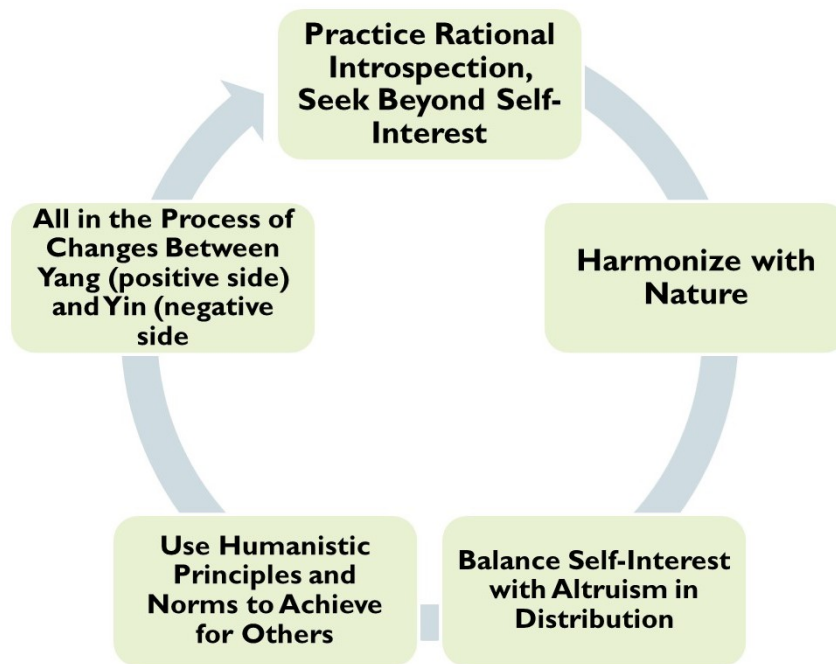 Practice Rational
Introspection,
Seek Beyond Self-
Interest
Harmonize with
Nature
Balance Self-Interest
with Altruism in
Distribution
Use Humanistic
Principles and
Norms to Achieve
for Others
All in the Process of
Changes Between
Yang (positive side)
and Yin (negative
side